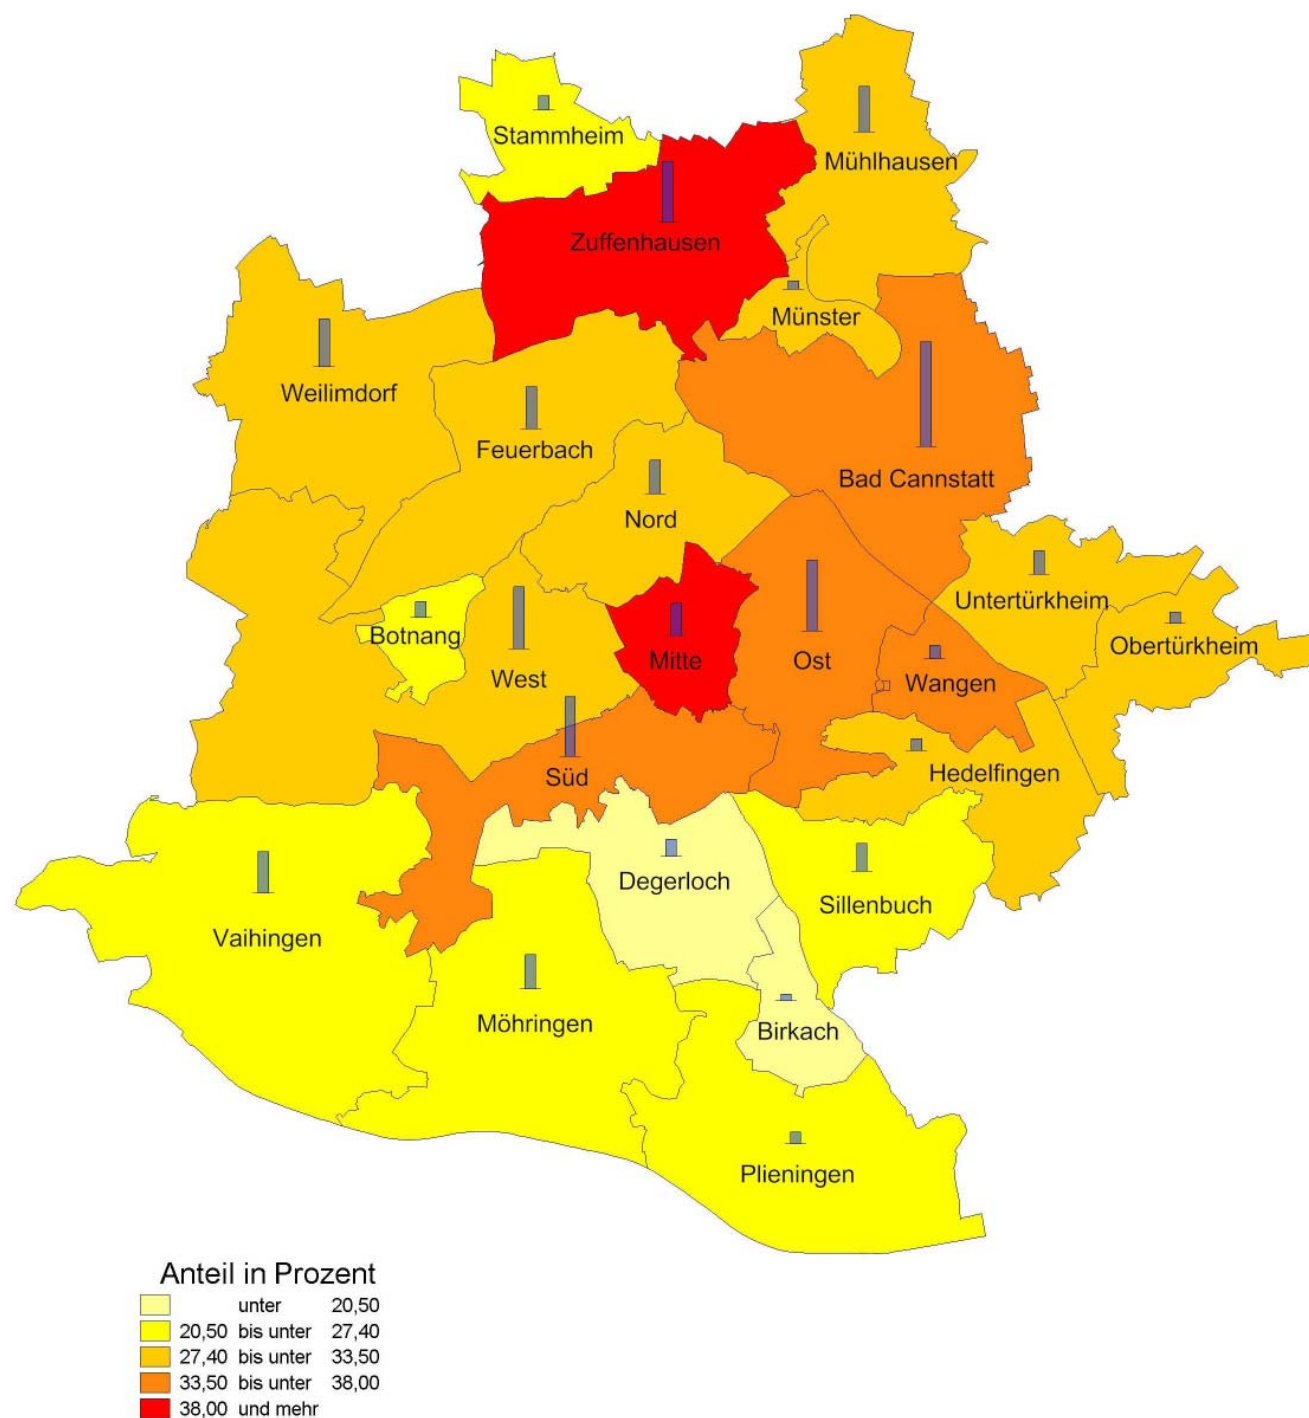 Stammheim
Mühlhausen
Zuffenhausen
Münster
Weilimdorf
Feuerbach
Bad Cannstatt
Nord
Untertürkheim
Botnang
Obertürkheim
West
Mitte
Ost
Wangen
Süd
Hedelfingen
Degerloch
Sillenbuch
Vaihingen
Möhringen
Birkach
Plieningen
Anteil in Prozent
unter 20,50
20,50 bis unter 27,40
27,40 bis unter 33,50
33,50 bis unter 38,00
38,00 und mehr